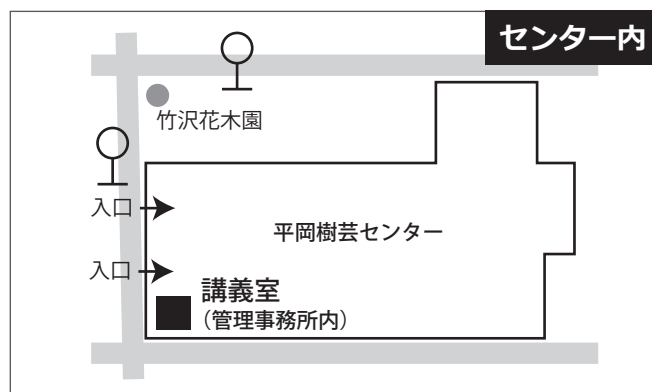 センター内
竹沢花木園
入口
平岡樹芸センター
入口
講義室
（管理事務所内）